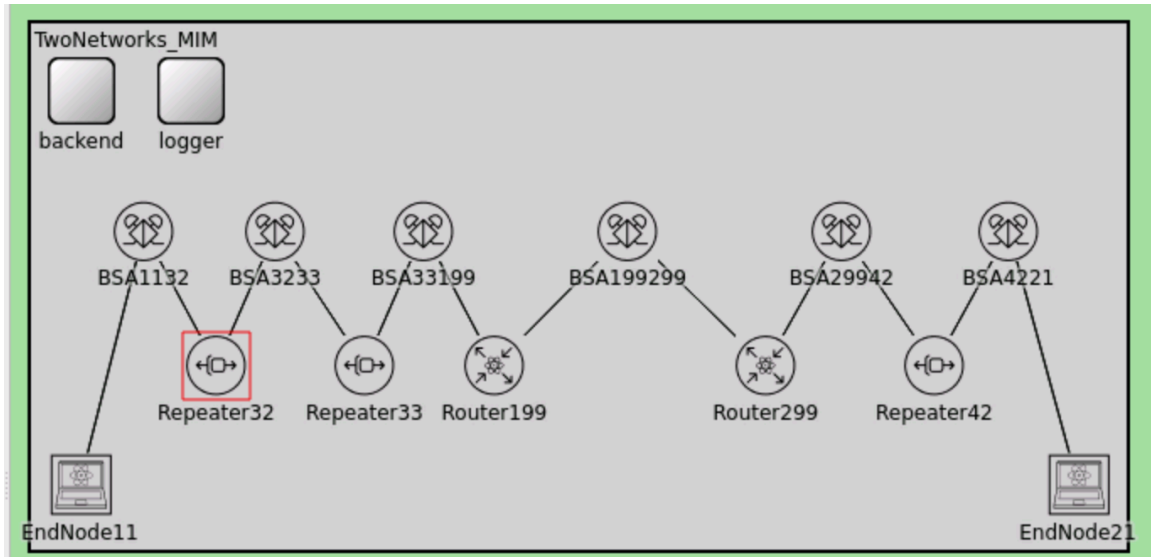 TwoNetworks_MIM
backend logger
BSA1132 BSA3233 BSA33199 BSA199299 BSA29942 BSA4221
Repeater32 Repeater33 Router199 Router299 Repeater42
EndNode11 EndNode21